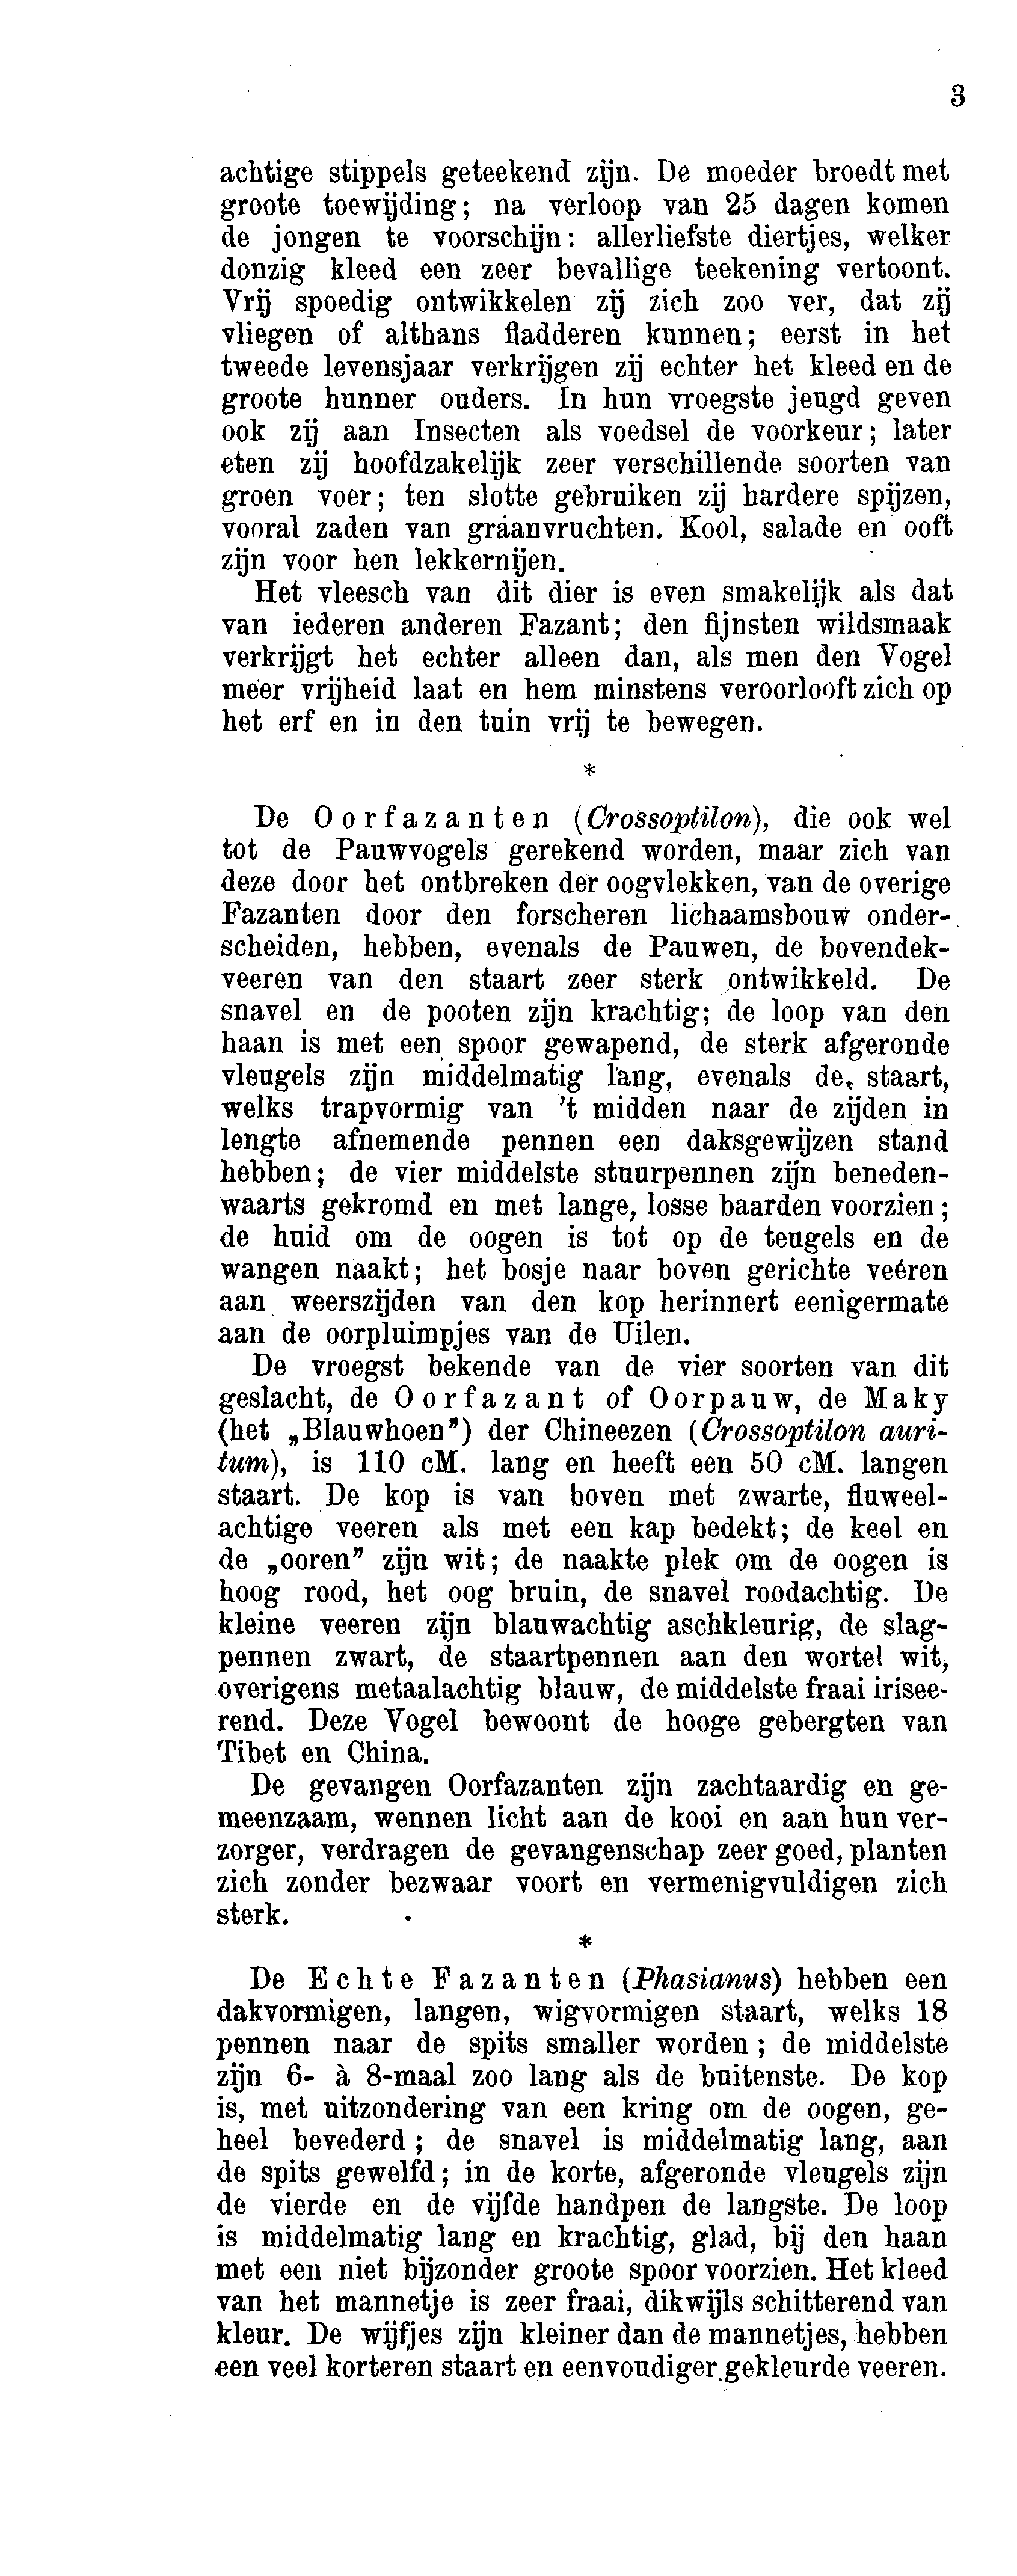 3
achtige stippels geteekend zijn. De moeder broedt met
groote toewijding; na verloop van 25 dagen komen
de jongen te voorschijn: allerliefste diertjes, welker
donzig kleed een zeer bevallige teekening vertoont.
Vrij spoedig ontwikkelen zij zich zoo ver, dat zij
vliegen of althans fladderen kunnen; eerst in het
tweede levensjaar verkrijgen zij echter het kleed en de
groote hunner ouders. In hun vroegste jeugd geven
ook zij aan Insecten als voedsel de voorkeur; later
eten zij hoofdzakelijk zeer verschillende soorten van
groen voer; ten slotte gebruiken zij hardere spijzen,
vooral zaden van graanvruchten. Kool, salade en ooft
zijn voor hen lekkernijen.
Het vleesch van dit dier is even smakelijk als dat
van iederen anderen Fazant; den fijnsten wildsmaak
verkrijgt het echter alleen dan, als men den Vogel
meer vrijheid laat en hem minstens veroorlooft zich op
het erf en in den tuin vrij te bewegen.
*
De Oorfazanten (Crossoptilon), die ook wel
tot de Pauwvogels gerekend worden, maar zich van
deze door het ontbreken der oogvlekken, van de overige
Fazanten door den forscheren lichaamsbouw onder-
scheiden, hebben, evenals de Pauwen, de bovendek-
veeren van den staart zeer sterk ontwikkeld. De
snavel en de pooten zijn krachtig; de loop van den
haan is met een spoor gewapend, de sterk afgeronde
vleugels zijn middelmatig lang, evenals de staart,
welks trapvormig van 't midden naar de zijden in
lengte afnemende pennen een daksgewijzen stand
hebben; de vier middelste stuurpennen zijn beneden-
waarts gekromd en met lange, losse baarden voorzien;
de huid om de oogen is tot op de teugels en de
wangen naakt; het bosje naar boven gerichte veéren
aan weerszijden van den kop herinnert eenigermate
aan de oorpluimpjes van de Uilen.
De vroegst bekende van de vier soorten van dit
geslacht, de Oorfazant of Oorpauw, de Maky
(het „Blauwhoen”) der Chineezen (Crossoptilon auri-
tum), is 110 cM. lang en heeft een 50 cM. langen
staart. De kop is van boven met zwarte, fluweel-
achtige veeren als met een kap bedekt; de keel en
de „ooren” zijn wit; de naakte plek om de oogen is
hoog rood, het oog bruin, de snavel roodachtig. De
kleine veeren zijn blauwachtig aschkleurig, de slag-
pennen zwart, de staartpennen aan den wortel wit,
overigens metaalachtig blauw, de middelste fraai irisee-
rend. Deze Vogel bewoont de hooge gebergten van
Tibet en China.
De gevangen Oorfazanten zijn zachtaardig en ge-
meenzaam, wennen licht aan de kooi en aan hun ver-
zorger, verdragen de gevangenschap zeer goed, planten
zich zonder bezwaar voort en vermenigvuldigen zich
sterk.
*
De Echte Fazanten (Phasianus) hebben een
dakvormigen, langen, wigvormigen staart, welks 18
pennen naar de spits smaller worden; de middelste
zijn 6- à 8-maal zoo lang als de buitenste. De kop
is, met uitzondering van een kring om de oogen, ge-
heel bevederd; de snavel is middelmatig lang, aan
de spits gewelfd; in de korte, afgeronde vleugels zijn
de vierde en de vijfde handpen de langste. De loop
is middelmatig lang en krachtig, glad, bij den haan
met een niet bijzonder groote spoor voorzien. Het kleed
van het mannetje is zeer fraai, dikwijls schitterend van
kleur. De wijfjes zijn kleiner dan de mannetjes, hebben
een veel korteren staart en eenvoudiger gekleurde veeren.